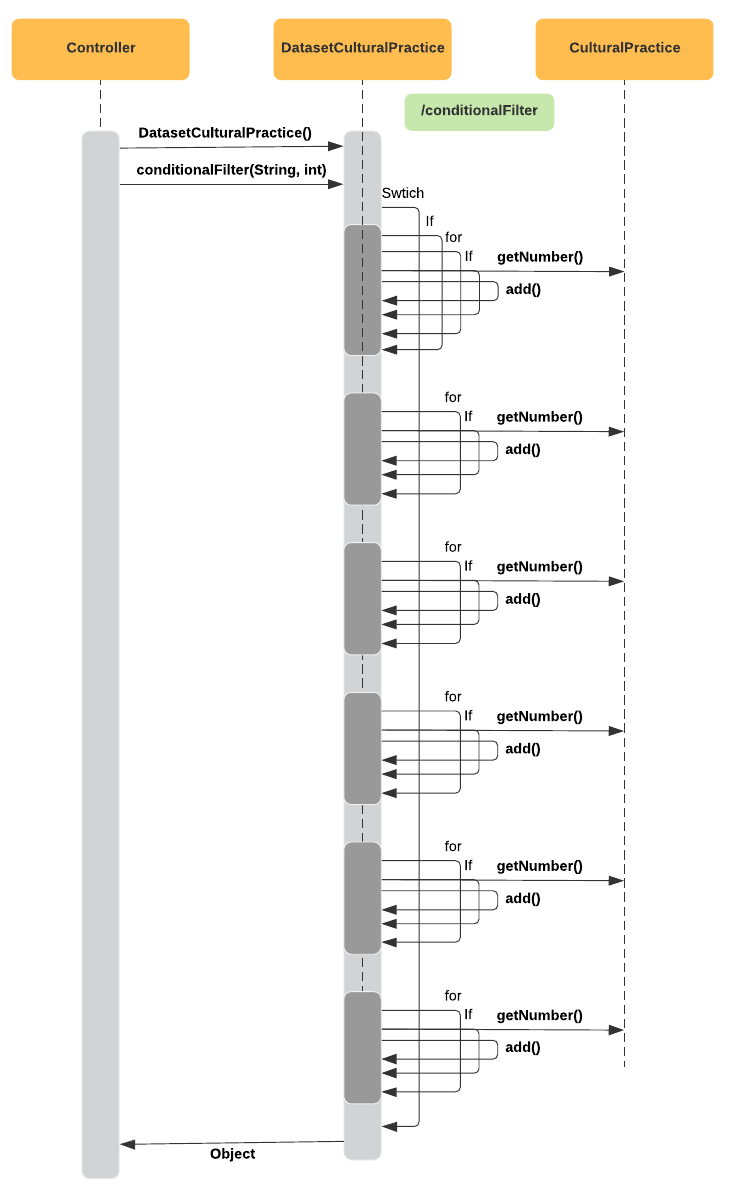 Controller
DatasetCulturalPractice
CulturalPractice
/conditionalFilter
DatasetCulturalPractice()
conditionalFilter(String, int)
Swtich
If
for
If
getNumber()
add()
for
If
getNumber()
add()
for
If
getNumber()
add()
for
If
getNumber()
add()
for
If
getNumber()
add()
for
If
getNumber()
add()
Object